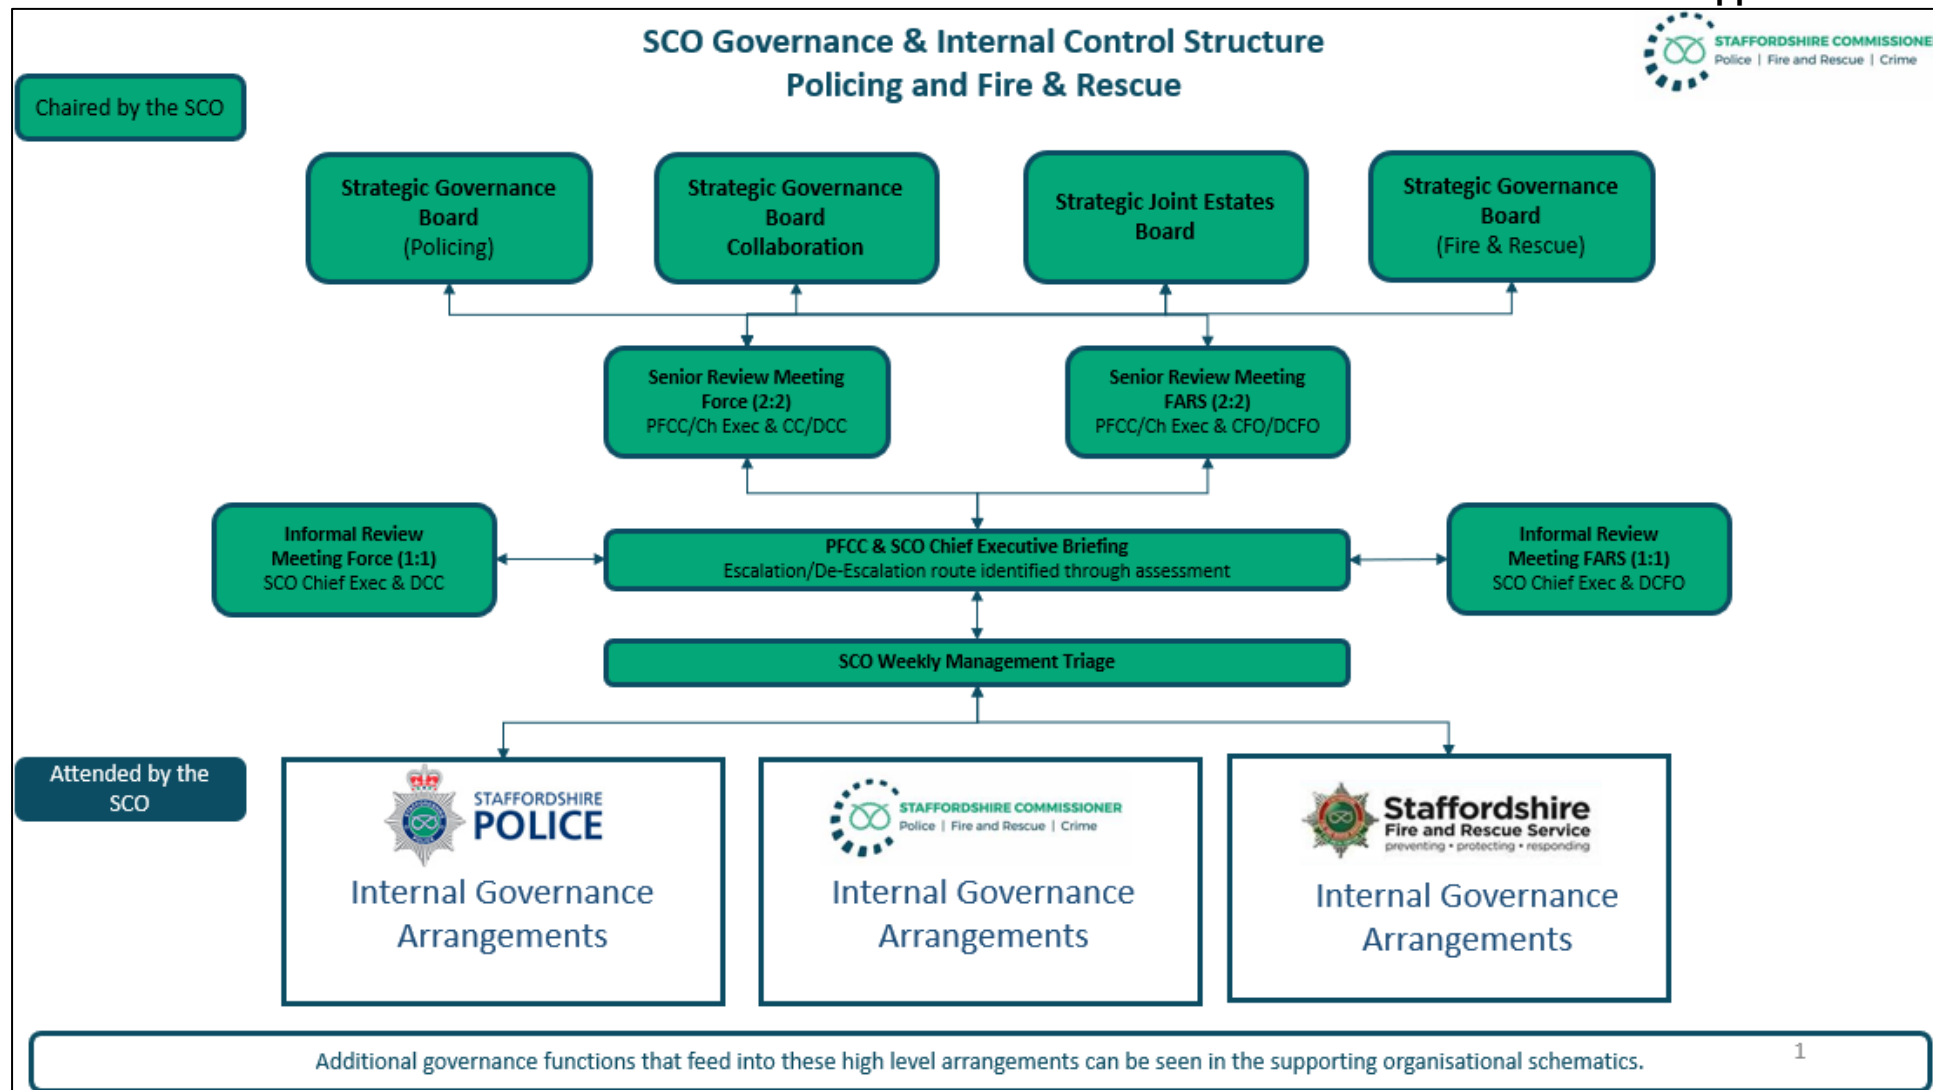 SCO Governance & Internal Control Structure
Policing and Fire & Rescue
STAFFORDSHIRE COMMISSIONE
Police | Fire and Rescue | Crime
Chaired by the SCO
Strategic Governance
Board
(Policing)
Strategic Governance
Board
Collaboration
Strategic Joint Estates
Board
Strategic Governance
Board
(Fire & Rescue)
Senior Review Meeting
Force (2:2)
PFCC/Ch Exec & CC/DCC
Senior Review Meeting
FARS (2:2)
PFCC/Ch Exec & CFO/DCFO
Informal Review
Meeting Force (1:1)
SCO Chief Exec & DCC
PFCC & SCO Chief Executive Briefing
Escalation/De-Escalation route identified through assessment
Informal Review
Meeting FARS (1:1)
SCO Chief Exec & DCFO
SCO Weekly Management Triage
Attended by the
SCO
STAFFORDSHIRE
POLICE
Internal Governance
Arrangements
STAFFORDSHIRE COMMISSIONER
Police | Fire and Rescue | Crime
Internal Governance
Arrangements
Staffordshire
Fire and Rescue Service
preventing • protecting • responding
Internal Governance
Arrangements
Additional governance functions that feed into these high level arrangements can be seen in the supporting organisational schematics.
1